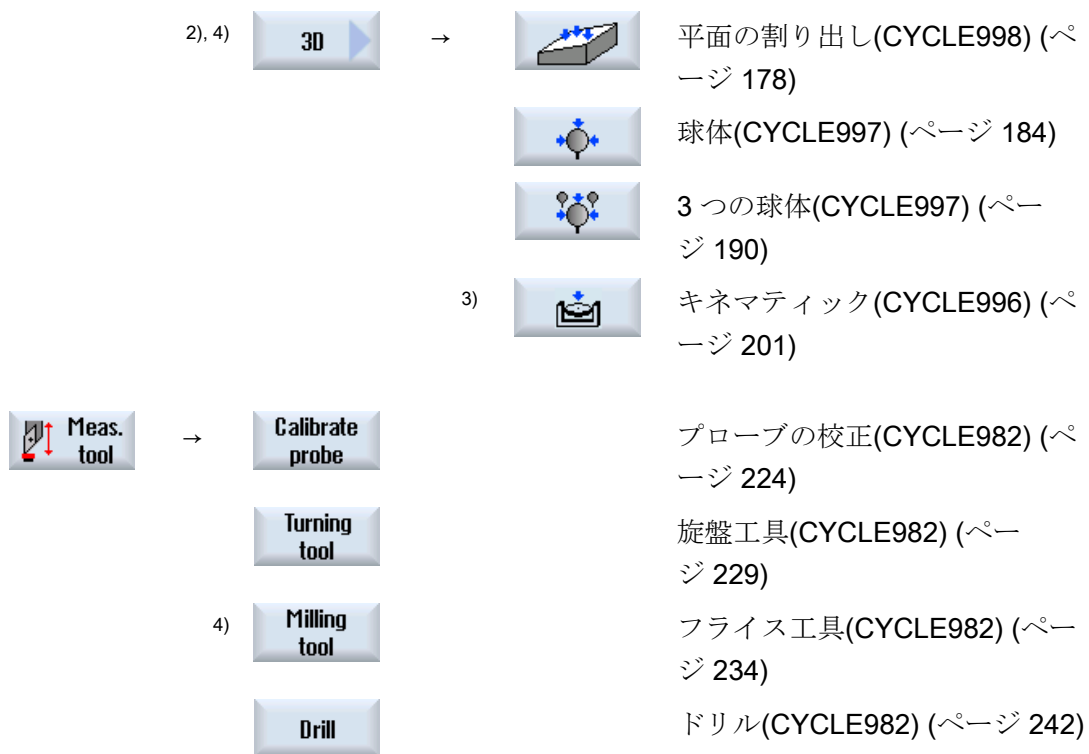 2), 4) 3D → 平面の割り出し(CYCLE998) (ペ
ージ 178)
球体(CYCLE997) (ページ 184)
3 つの球体(CYCLE997) (ペー
ジ 190)
3) キネマティック(CYCLE996) (ペ
ージ 201)
Meas.
tool
→
Calibrate
probe
プローブの校正(CYCLE982) (ペ
ージ 224)
Turning
tool
旋盤工具(CYCLE982) (ペー
ジ 229)
4)
Milling
tool
フライス工具(CYCLE982) (ペー
ジ 234)
Drill
ドリル(CYCLE982) (ページ 242)